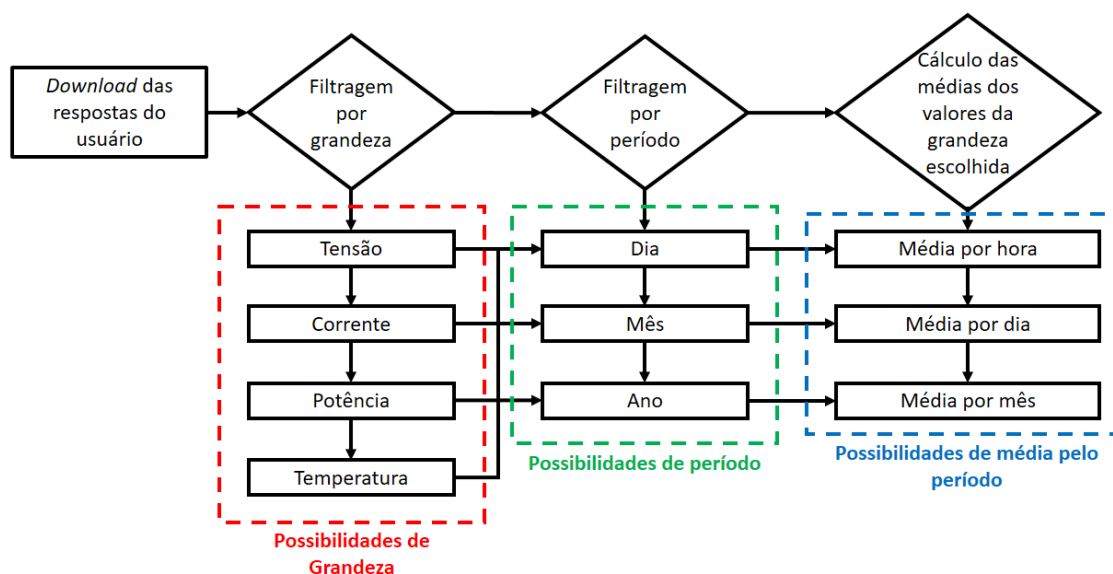 Download das
respostas do
usuário
Filtragem
por
grandeza
Filtragem
por
período
Cálculo das
médias dos
valores da
grandeza
escolhida
Tensão
Dia
Média por hora
Corrente
Mês
Média por dia
Potência
Ano
Média por mês
Temperatura
Possibilidades de
Grandeza
Possibilidades de período
Possibilidades de média pelo
período